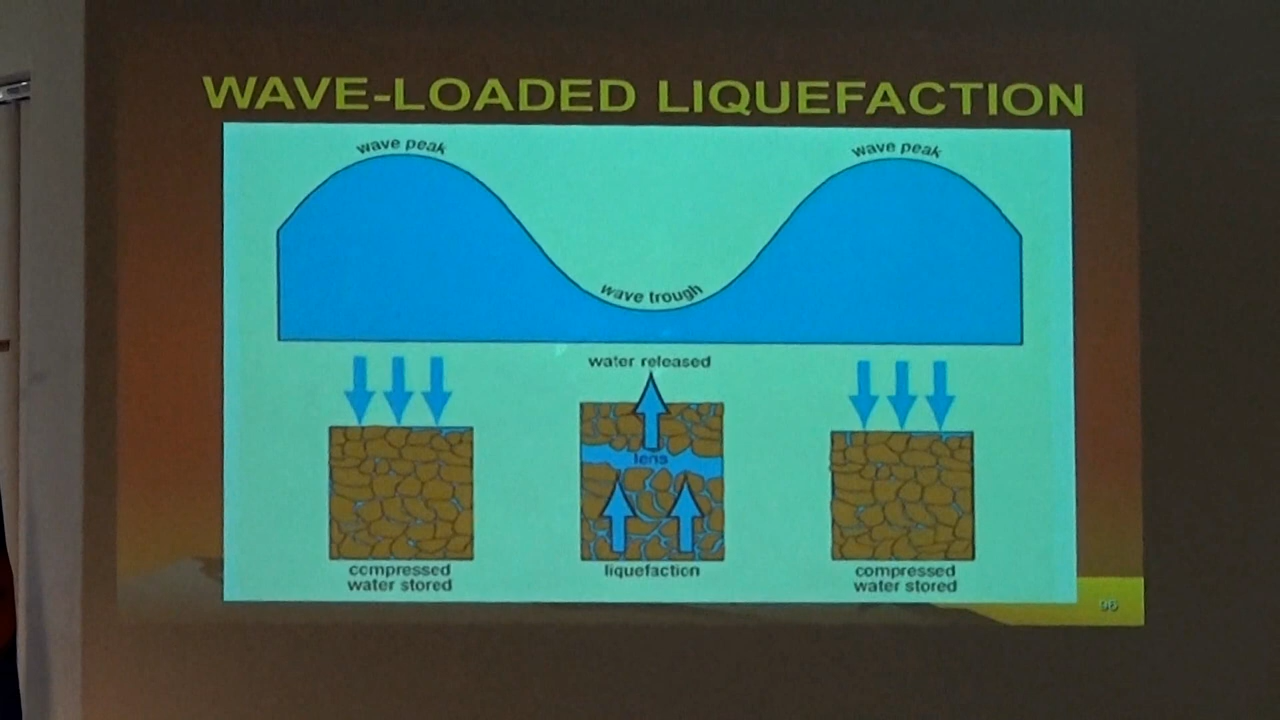 WAVE-LOADED LIQUEFACTION
wave peak
wave peak
wave trough
water released
lens
compressed
water stored
liquefaction
compressed
water stored
96